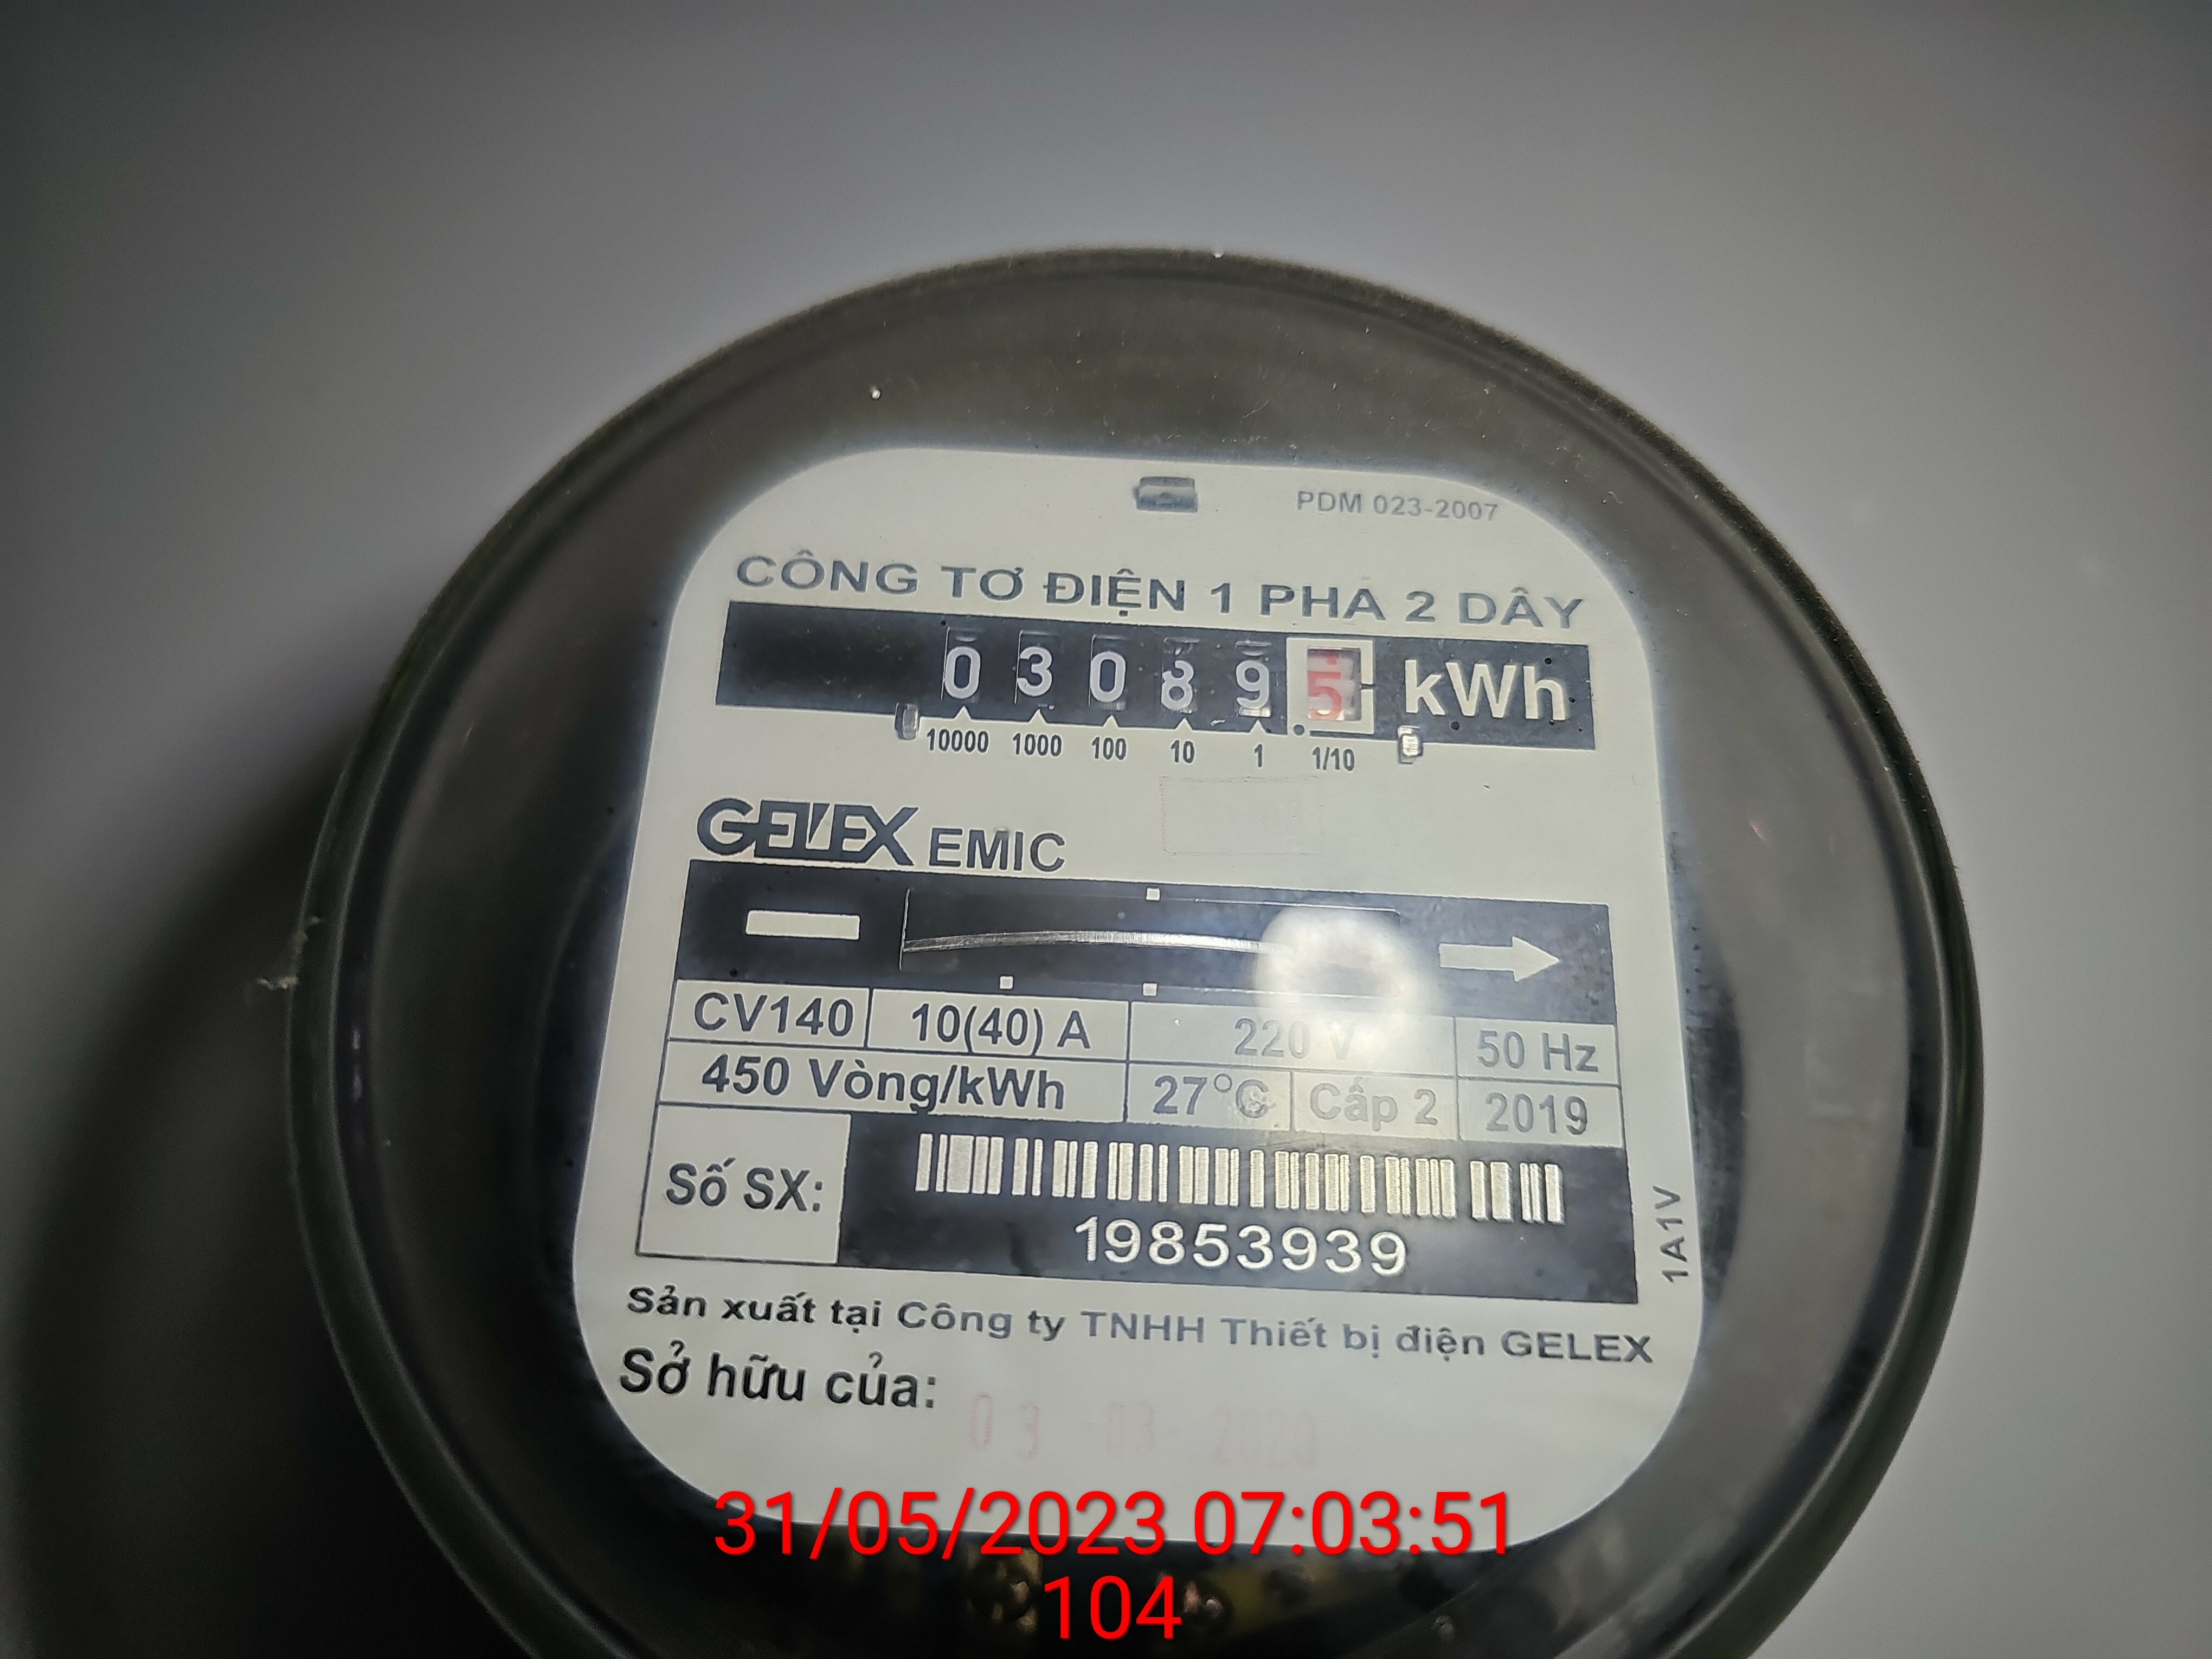 PDM 023-2007
CÔNG TƠ ĐIỆN 1 PHA 2 DÂY
0 3 0 8 9 5 kWh
10000 1000 100 10 1 1/10
GELEX EMIC
CV140 10(40) A 220 V 50 Hz
450 Vòng/kWh 27°C Cấp 2 2019
Số SX:
19853939
1A1V
Sản xuất tại Công ty TNHH Thiết bị điện GELEX
Sở hữu của:
03 -03- 2020
31/05/2023 07:03:51
104